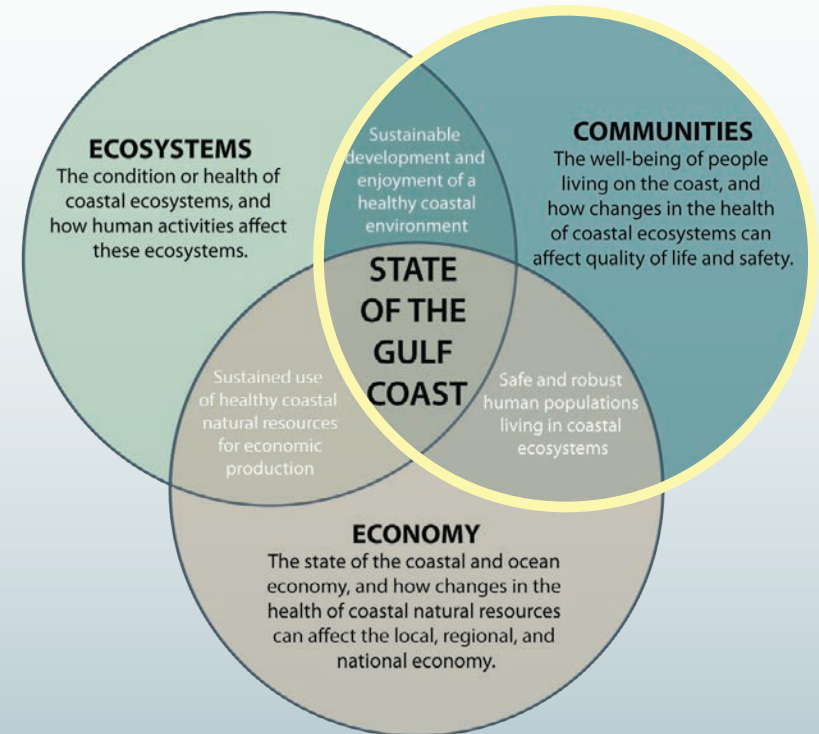 ECOSYSTEMS
The condition or health of
coastal ecosystems, and
how human activities affect
these ecosystems.
Sustainable
development and
enjoyment of a
healthy coastal
environment
COMMUNITIES
The well-being of people
living on the coast, and
how changes in the health
of coastal ecosystems can
affect quality of life and safety.
STATE
OF THE
GULF
COAST
Sustained use
of healthy coastal
natural resources
for economic
production
Safe and robust
human populations
living in coastal
ecosystems
ECONOMY
The state of the coastal and ocean
economy, and how changes in the
health of coastal natural resources
can affect the local, regional, and
national economy.